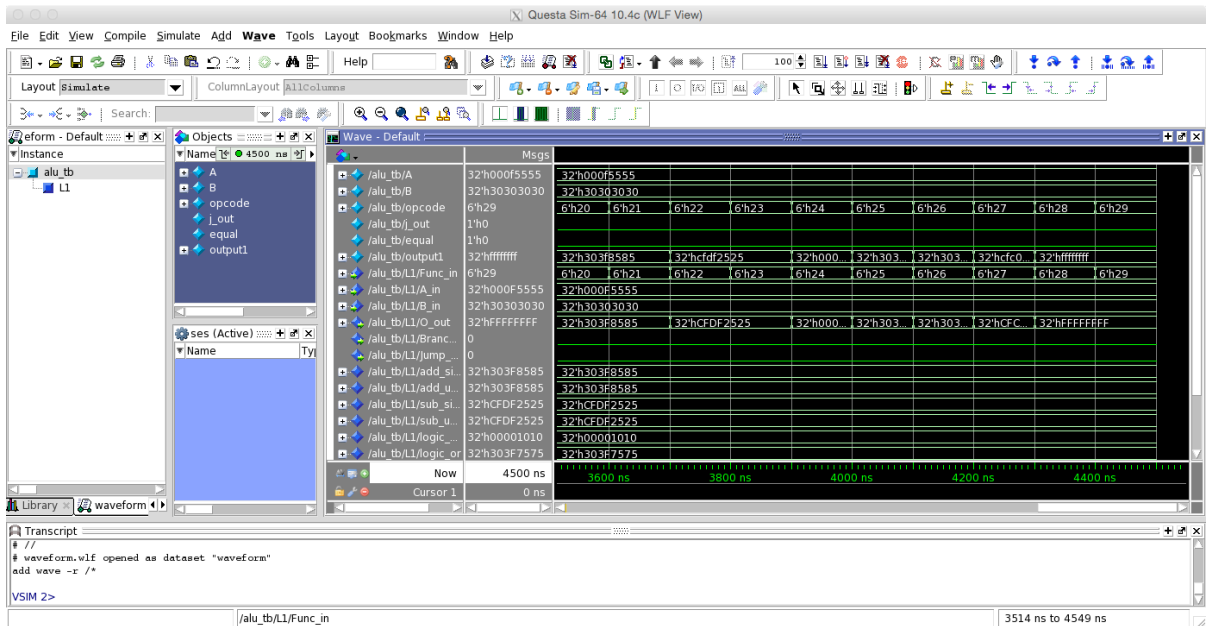 Questa Sim-64 10.4c (WLF View)
File Edit View Compile Simulate Add Wave Tools Layout Bookmarks Window Help
Help 100
Layout Simulate ColumnLayout AllColumns ALL
Search:
eform - Default Objects Wave - Default
Instance Name 4500 ns Msgs
alu_tb
L1
A
B
opcode
j_out
equal
output1
/alu_tb/A 32'h000f5555 32'h000f5555
/alu_tb/B 32'h30303030 32'h30303030
/alu_tb/opcode 6'h29 6'h20 6'h21 6'h22 6'h23 6'h24 6'h25 6'h26 6'h27 6'h28 6'h29
/alu_tb/j_out 1'h0
/alu_tb/equal 1'h0
/alu_tb/output1 32'hffffffff 32'h303f8585 32'hcfdf2525 32'h000... 32'h303... 32'h303... 32'hcfc0... 32'hffffffff
/alu_tb/L1/Func_in 6'h29 6'h20 6'h21 6'h22 6'h23 6'h24 6'h25 6'h26 6'h27 6'h28 6'h29
/alu_tb/L1/A_in 32'h000F5555 32'h000F5555
/alu_tb/L1/B_in 32'h30303030 32'h30303030
/alu_tb/L1/O_out 32'hFFFFFFFF 32'h303F8585 32'hCFDF2525 32'h000... 32'h303... 32'h303... 32'hCFC... 32'hFFFFFFFF
/alu_tb/L1/Branc... 0
/alu_tb/L1/Jump_... 0
/alu_tb/L1/add_si... 32'h303F8585 32'h303F8585
/alu_tb/L1/add_u... 32'h303F8585 32'h303F8585
/alu_tb/L1/sub_si... 32'hCFDF2525 32'hCFDF2525
/alu_tb/L1/sub_u... 32'hCFDF2525 32'hCFDF2525
/alu_tb/L1/logic_... 32'h00001010 32'h00001010
/alu_tb/L1/logic_or 32'h303F7575 32'h303F7575
ses (Active)
Name Ty
Now 4500 ns 3600 ns 3800 ns 4000 ns 4200 ns 4400 ns
Cursor 1 0 ns
Library waveform
Transcript
# //
# waveform.wlf opened as dataset "waveform"
add wave -r /*
VSIM 2>
/alu_tb/L1/Func_in 3514 ns to 4549 ns